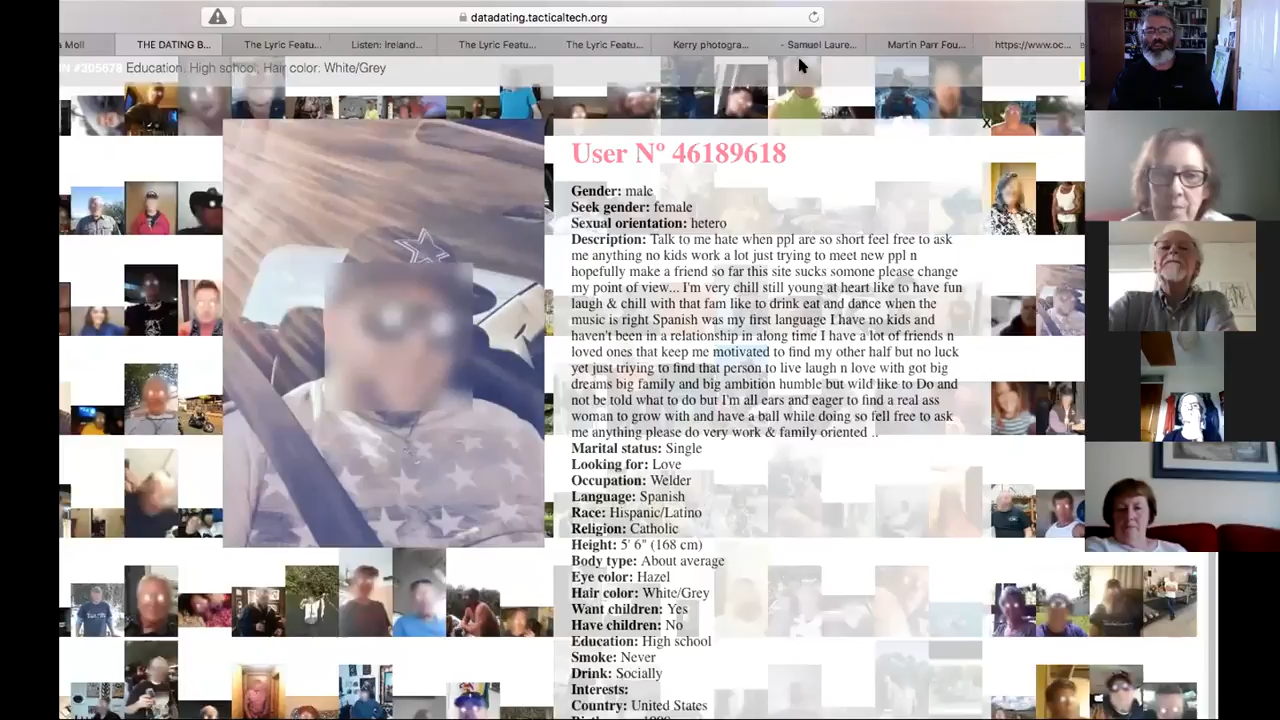 datadating.tacticaltech.org
a Moll
THE DATING B...
The Lyric Featu...
Listen: Ireland...
The Lyric Featu...
The Lyric Featu...
Kerry photogra...
- Samuel Laure...
Martin Parr Fou...
https://www.oc...
#305678 Education: High school, Hair color: White/Grey
x
User Nº 46189618
Gender: male
Seek gender: female
Sexual orientation: hetero
Description: Talk to me hate when ppl are so short feel free to ask
me anything no kids work a lot just trying to meet new ppl n
hopefully make a friend so far this site sucks somone please change
my point of view... I'm very chill still young at heart like to have fun
laugh & chill with that fam like to drink eat and dance when the
music is right Spanish was my first language I have no kids and
haven't been in a relationship in along time I have a lot of friends n
loved ones that keep me motivated to find my other half but no luck
yet just triying to find that person to live laugh n love with got big
dreams big family and big ambition humble but wild like to Do and
not be told what to do but I'm all ears and eager to find a real ass
woman to grow with and have a ball while doing so fell free to ask
me anything please do very work & family oriented ..
Marital status: Single
Looking for: Love
Occupation: Welder
Language: Spanish
Race: Hispanic/Latino
Religion: Catholic
Height: 5' 6" (168 cm)
Body type: About average
Eye color: Hazel
Hair color: White/Grey
Want children: Yes
Have children: No
Education: High school
Smoke: Never
Drink: Socially
Interests:
Country: United States